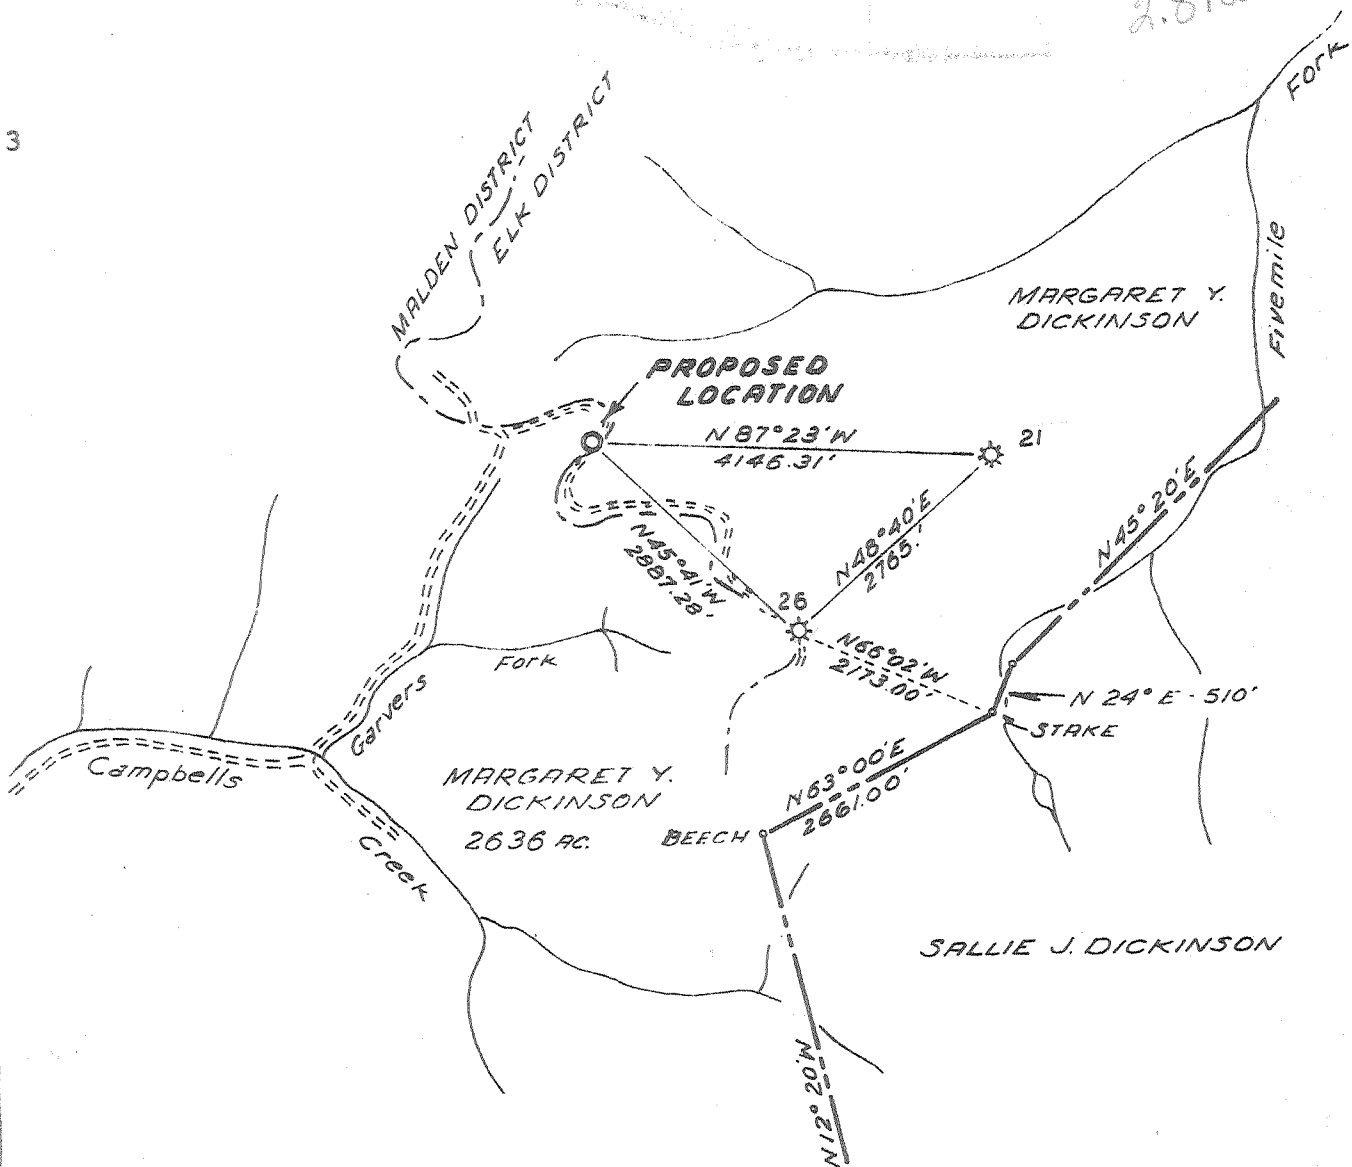 3
Fork
MALDEN DISTRICT
ELK DISTRICT
Fivemile
MARGARET Y.
DICKINSON
PROPOSED
LOCATION
N 87°23'W
4146.31'
21
N45°20'E
N48°40'E
2765.'
N45°41'W
2887.28'
26
N66°02'W
2173.00'
Fork
N 24° E - 510'
STAKE
Garvers
Campbells
MARGARET Y.
DICKINSON
2636 AC.
N63°00'E
2661.00'
BEECH
Creek
SALLIE J. DICKINSON
N12°20'W